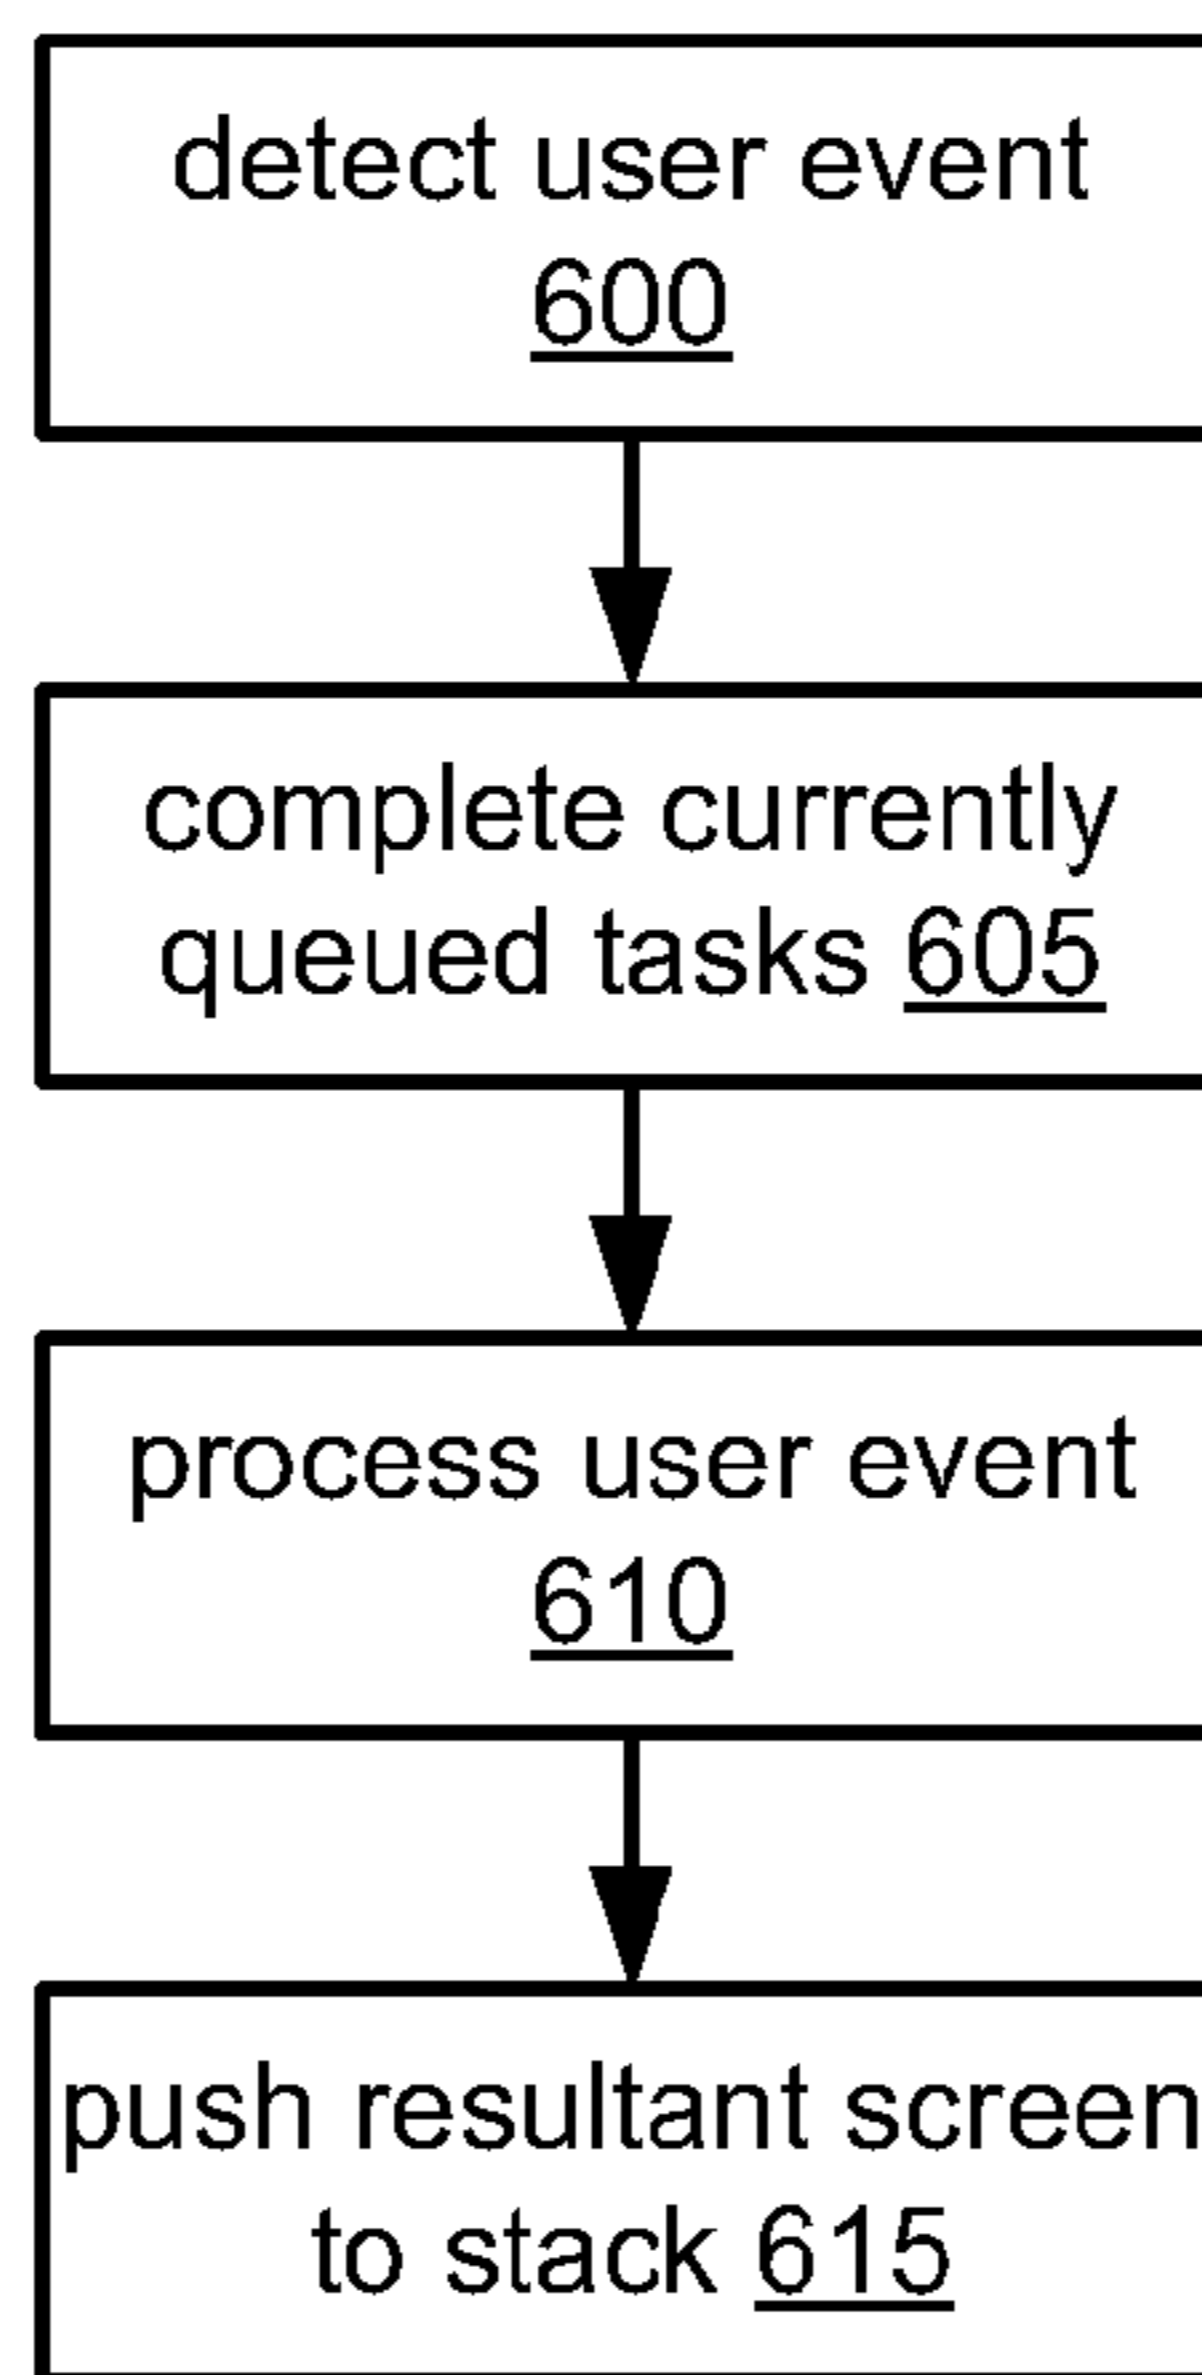 detect user event
600
complete currently
queued tasks 605
process user event
610
push resultant screen
to stack 615